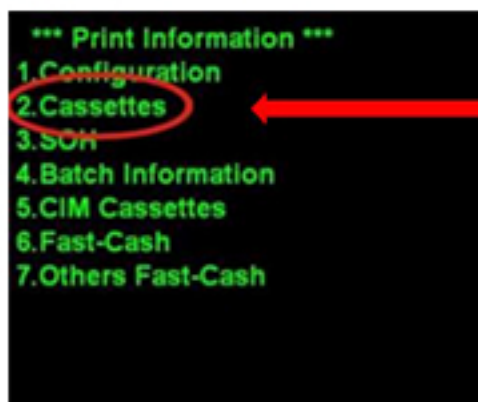 *** Print Information ***
1.Configuration
2.Cassettes
3.SOH
4.Batch Information
5.CIM Cassettes
6.Fast-Cash
7.Others Fast-Cash